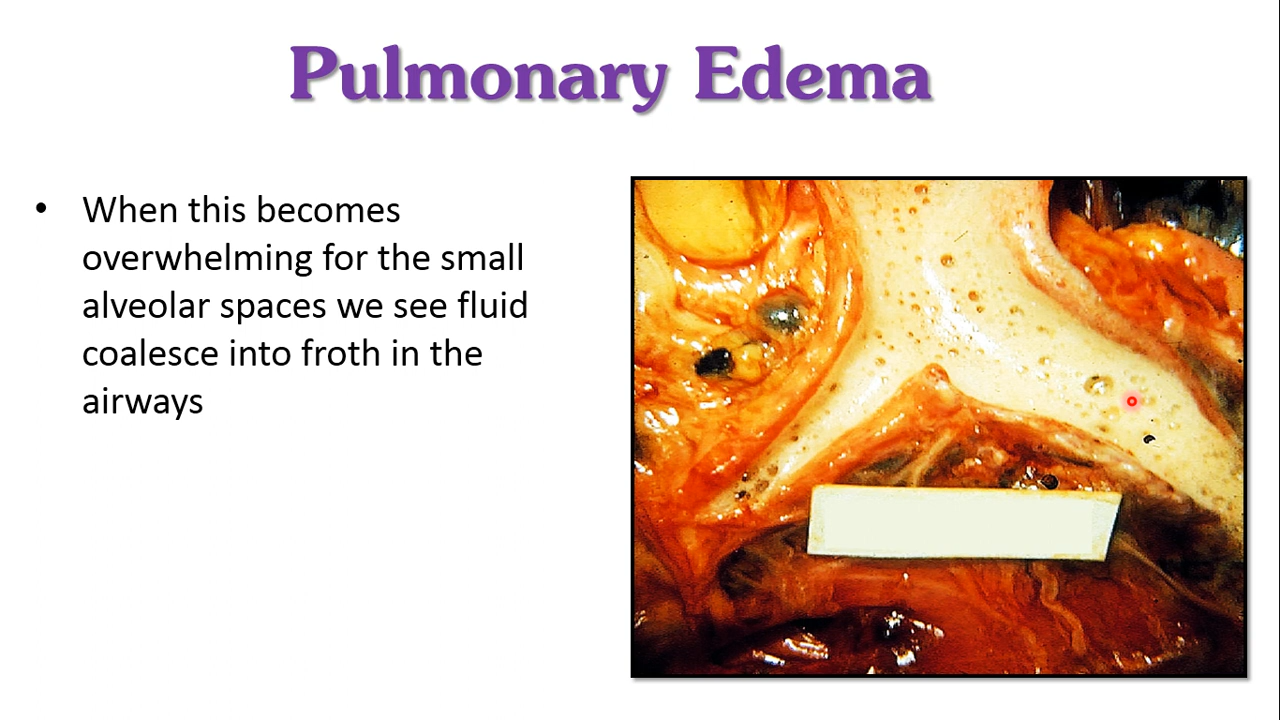 Pulmonary Edema
• When this becomes
overwhelming for the small
alveolar spaces we see fluid
coalesce into froth in the
airways